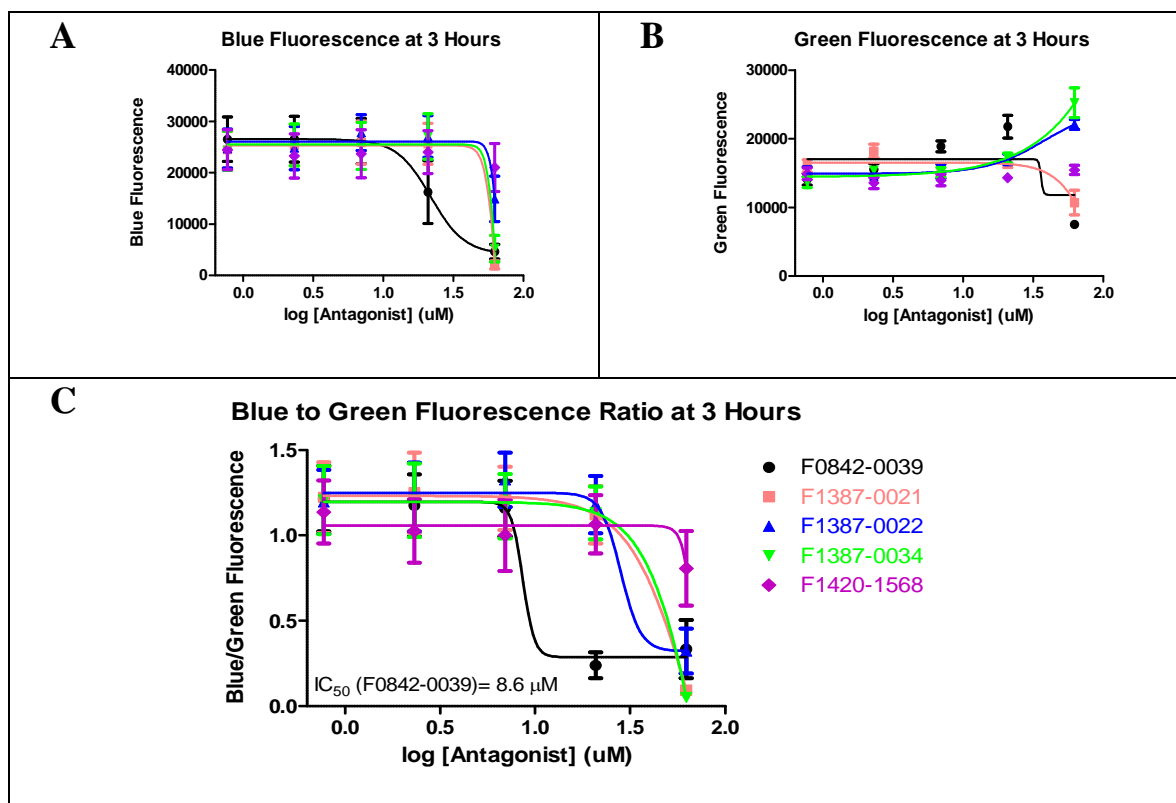 A
Blue Fluorescence at 3 Hours
40000
30000
20000
10000
0
Blue Fluorescence
0.0 0.5 1.0 1.5 2.0
log [Antagonist] (uM)
B
Green Fluorescence at 3 Hours
30000
20000
10000
0
Green Fluorescence
0.0 0.5 1.0 1.5 2.0
log [Antagonist] (uM)
C
Blue to Green Fluorescence Ratio at 3 Hours
1.5
1.0
0.5
0.0
Blue/Green Fluorescence
IC₅₀ (F0842-0039)= 8.6 μM
0.0 0.5 1.0 1.5 2.0
log [Antagonist] (uM)
F0842-0039
F1387-0021
F1387-0022
F1387-0034
F1420-1568